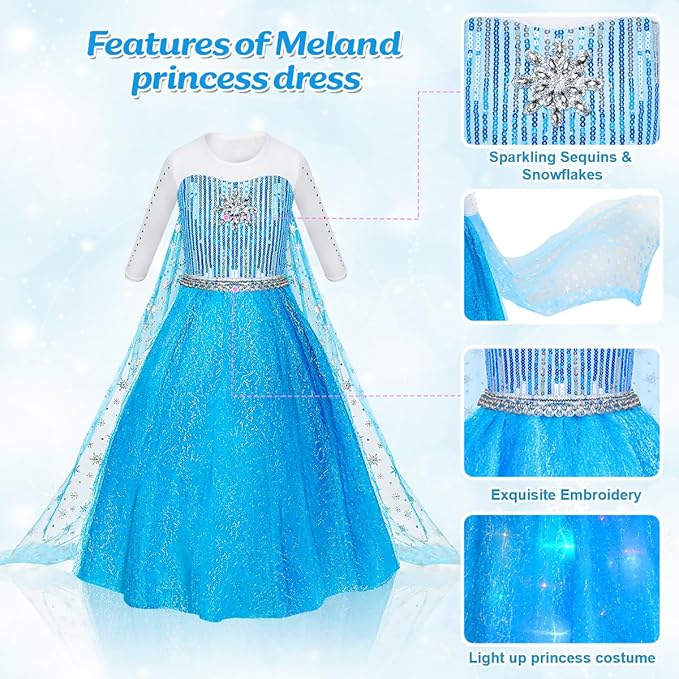 Features of Meland
princess dress
Sparkling Sequins &
Snowflakes
Exquisite Embroidery
Light up princess costume